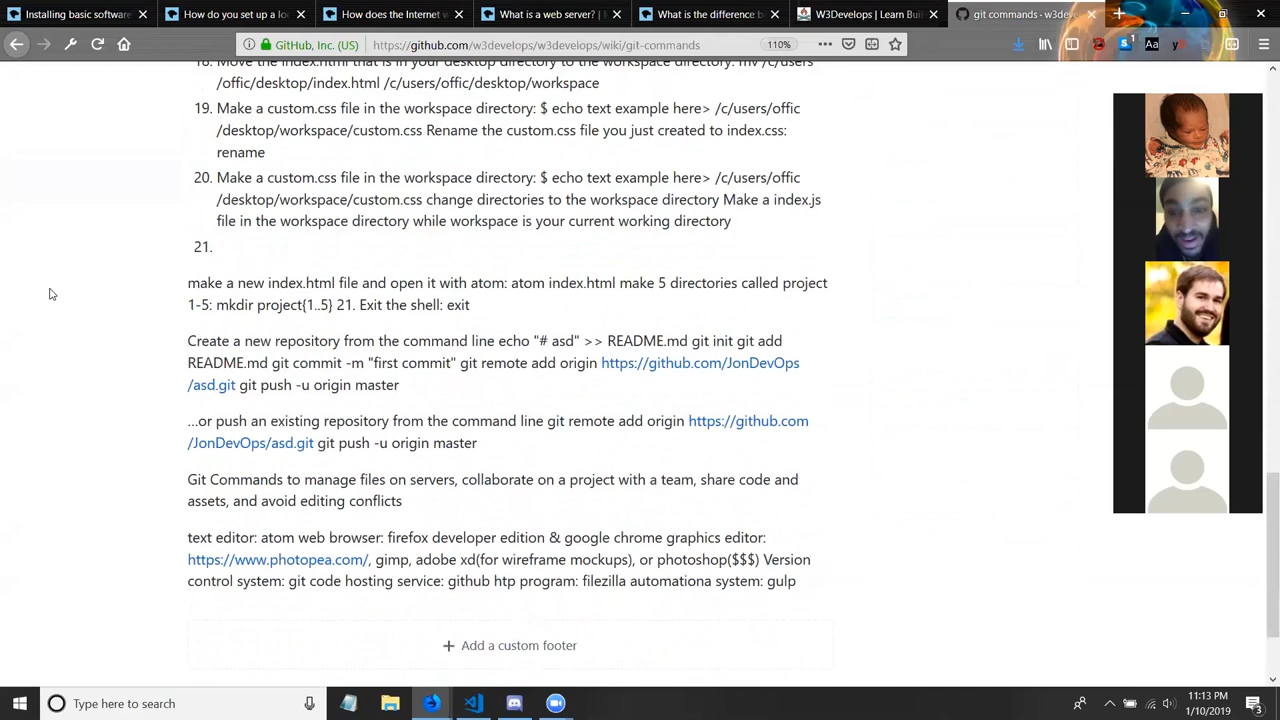 Installing basic software
How do you set up a lo
How does the Internet w
What is a web server? |
What is the difference b
W3Develops | Learn Bui
git commands · w3deve
GitHub, Inc. (US)
https://github.com/w3develops/w3develops/wiki/git-commands
110%
18. Move the index.html that is in your desktop directory to the workspace directory: mv /c/users
/offic/desktop/index.html /c/users/offic/desktop/workspace
19. Make a custom.css file in the workspace directory: $ echo text example here> /c/users/offic
/desktop/workspace/custom.css Rename the custom.css file you just created to index.css:
rename
20. Make a custom.css file in the workspace directory: $ echo text example here> /c/users/offic
/desktop/workspace/custom.css change directories to the workspace directory Make a index.js
file in the workspace directory while workspace is your current working directory
21.
make a new index.html file and open it with atom: atom index.html make 5 directories called project
1-5: mkdir project{1..5} 21. Exit the shell: exit
Create a new repository from the command line echo "# asd" >> README.md git init git add
README.md git commit -m "first commit" git remote add origin https://github.com/JonDevOps
/asd.git git push -u origin master
…or push an existing repository from the command line git remote add origin https://github.com
/JonDevOps/asd.git git push -u origin master
Git Commands to manage files on servers, collaborate on a project with a team, share code and
assets, and avoid editing conflicts
text editor: atom web browser: firefox developer edition & google chrome graphics editor:
https://www.photopea.com/, gimp, adobe xd(for wireframe mockups), or photoshop($$$) Version
control system: git code hosting service: github htp program: filezilla automationa system: gulp
Add a custom footer
Type here to search
11:13 PM
1/10/2019
3